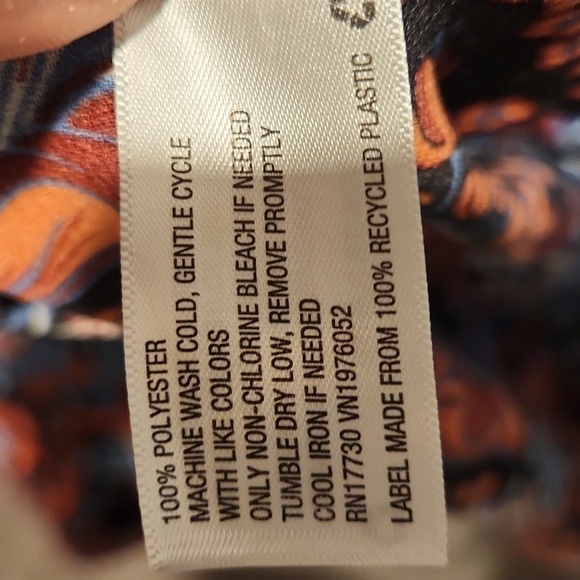 100% POLYESTER
MACHINE WASH COLD, GENTLE CYCLE
WITH LIKE COLORS
ONLY NON-CHLORINE BLEACH IF NEEDED
TUMBLE DRY LOW, REMOVE PROMPTLY
COOL IRON IF NEEDED
RN17730 VN1976052
LABEL MADE FROM 100% RECYCLED PLASTIC